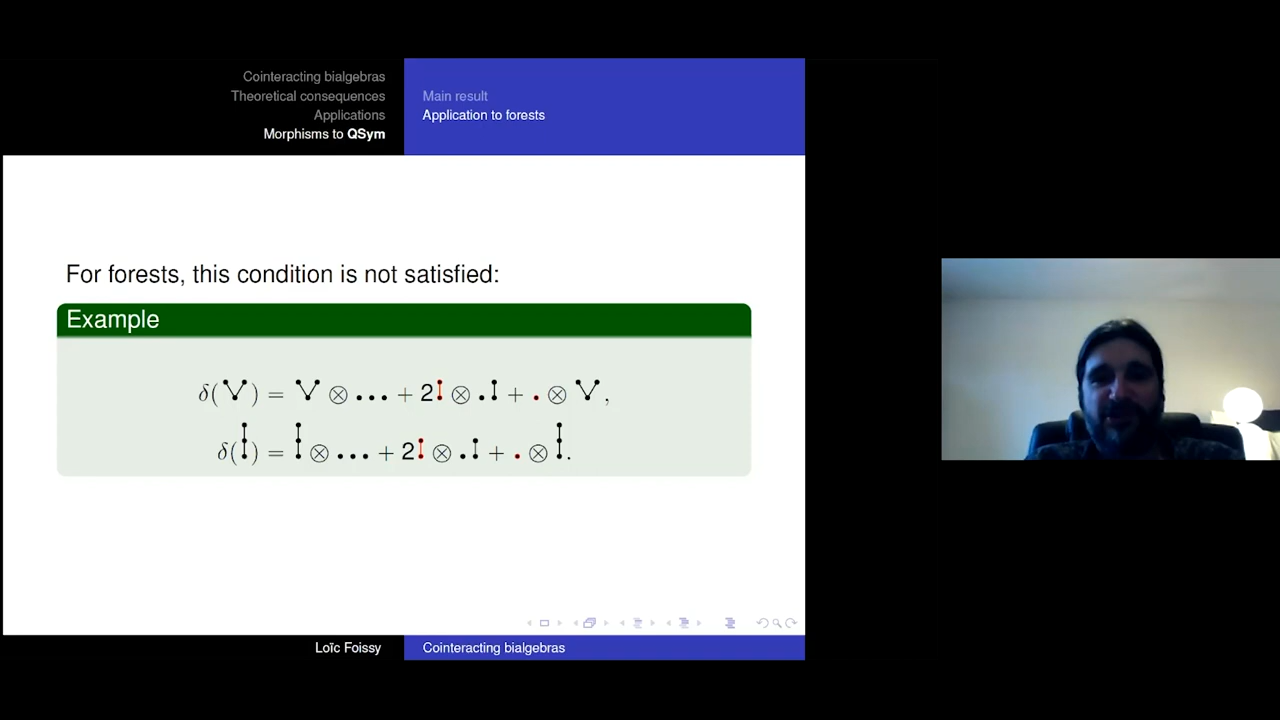 Cointeracting bialgebras
Theoretical consequences
Applications
Morphisms to QSym
Main result
Application to forests
For forests, this condition is not satisfied:
Example
δ( ) = ⊗ ... + 2 ⊗ . + . ⊗ ,
δ( ) = ⊗ ... + 2 ⊗ . + . ⊗ .
Loïc Foissy
Cointeracting bialgebras